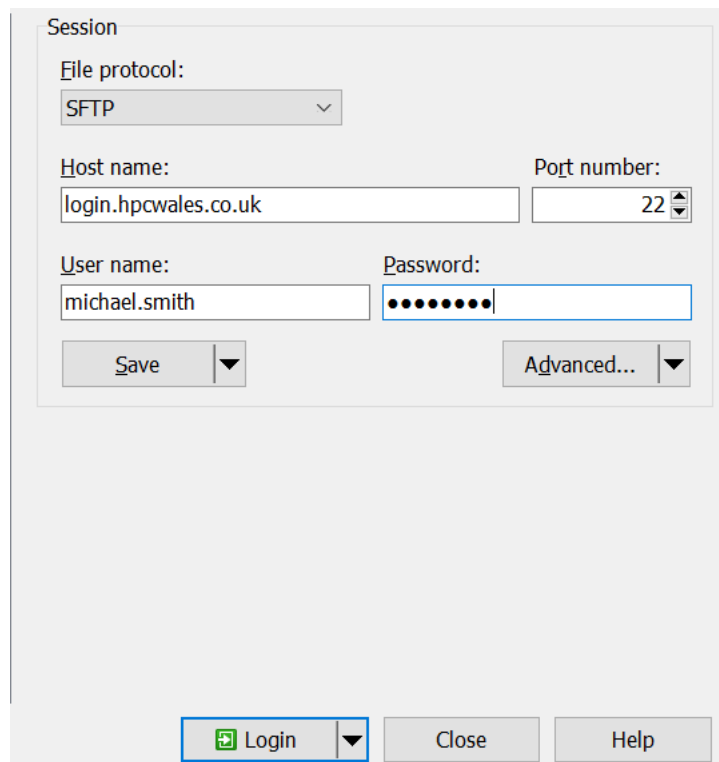 Session
File protocol:
SFTP
Host name: Port number:
login.hpcwales.co.uk 22
User name: Password:
michael.smith ●●●●●●●●
Save Advanced...
Login Close Help